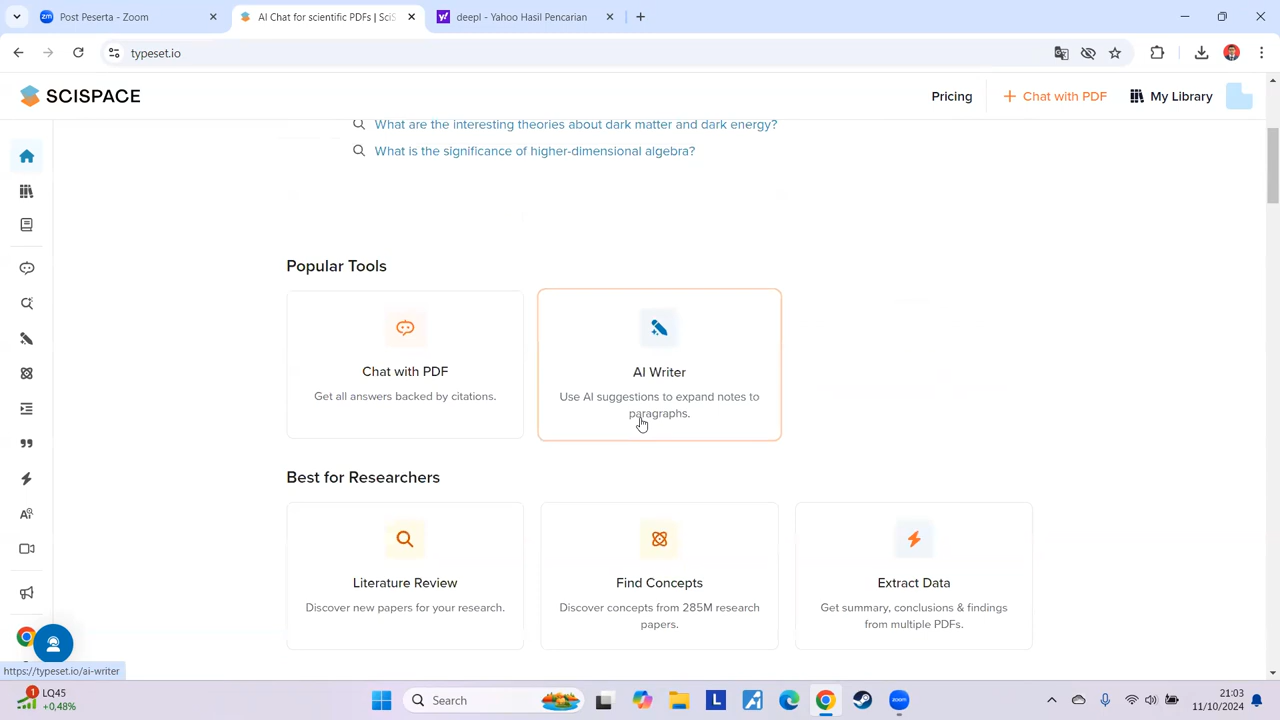 Post Peserta - Zoom
AI Chat for scientific PDFs | SciS
deepl - Yahoo Hasil Pencarian
typeset.io
SCISPACE
Pricing
Chat with PDF
My Library
What are the interesting theories about dark matter and dark energy?
What is the significance of higher-dimensional algebra?
Popular Tools
Chat with PDF
Get all answers backed by citations.
AI Writer
Use AI suggestions to expand notes to
paragraphs.
Best for Researchers
Literature Review
Discover new papers for your research.
Find Concepts
Discover concepts from 285M research
papers.
Extract Data
Get summary, conclusions & findings
from multiple PDFs.
https://typeset.io/ai-writer
1
LQ45
+0,48%
Search
21:03
11/10/2024